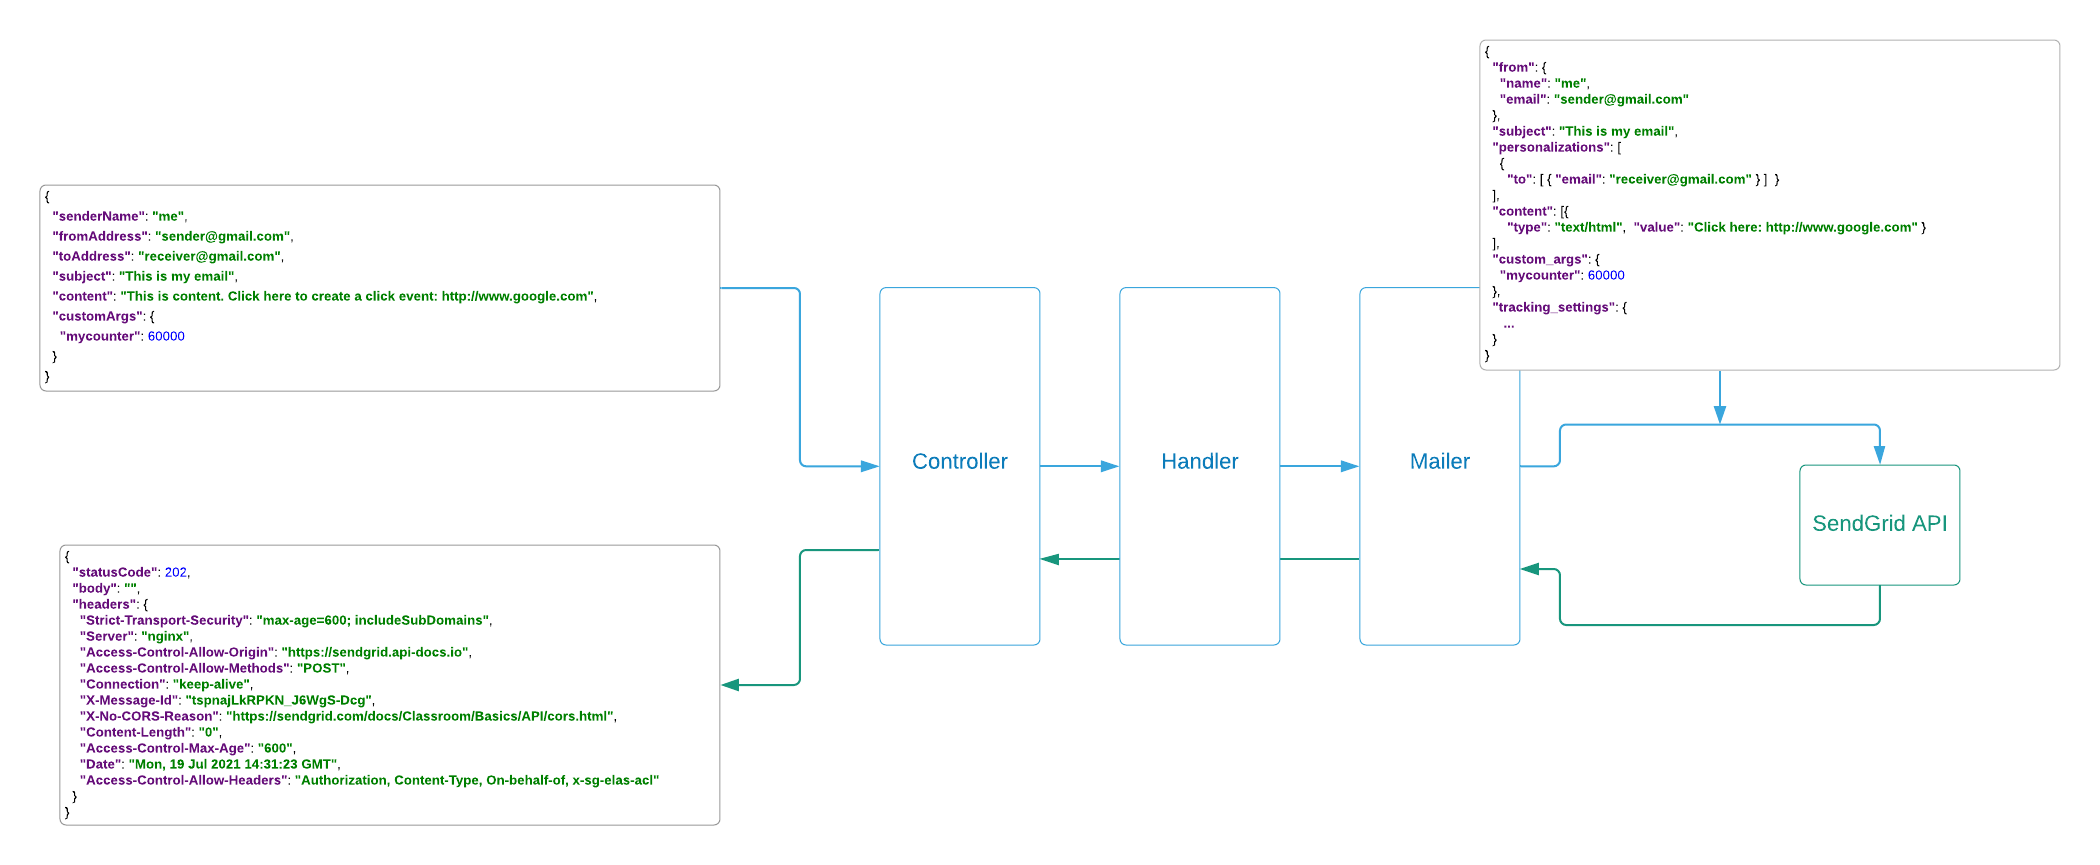 {
"from": {
"name": "me",
"email": "sender@gmail.com"
},
"subject": "This is my email",
"personalizations": [
{
"to": [ { "email": "receiver@gmail.com" } ]  }
],
"content": [{
"type": "text/html",  "value": "Click here: http://www.google.com" }
],
"custom_args": {
"mycounter": 60000
},
"tracking_settings": {
...
}
}
{
"senderName": "me",
"fromAddress": "sender@gmail.com",
"toAddress": "receiver@gmail.com",
"subject": "This is my email",
"content": "This is content. Click here to create a click event: http://www.google.com",
"customArgs": {
"mycounter": 60000
}
}
Controller
Handler
Mailer
SendGrid API
{
"statusCode": 202,
"body": "",
"headers": {
"Strict-Transport-Security": "max-age=600; includeSubDomains",
"Server": "nginx",
"Access-Control-Allow-Origin": "https://sendgrid.api-docs.io",
"Access-Control-Allow-Methods": "POST",
"Connection": "keep-alive",
"X-Message-Id": "tspnajLkRPKN_J6WgS-Dcg",
"X-No-CORS-Reason": "https://sendgrid.com/docs/Classroom/Basics/API/cors.html",
"Content-Length": "0",
"Access-Control-Max-Age": "600",
"Date": "Mon, 19 Jul 2021 14:31:23 GMT",
"Access-Control-Allow-Headers": "Authorization, Content-Type, On-behalf-of, x-sg-elas-acl"
}
}